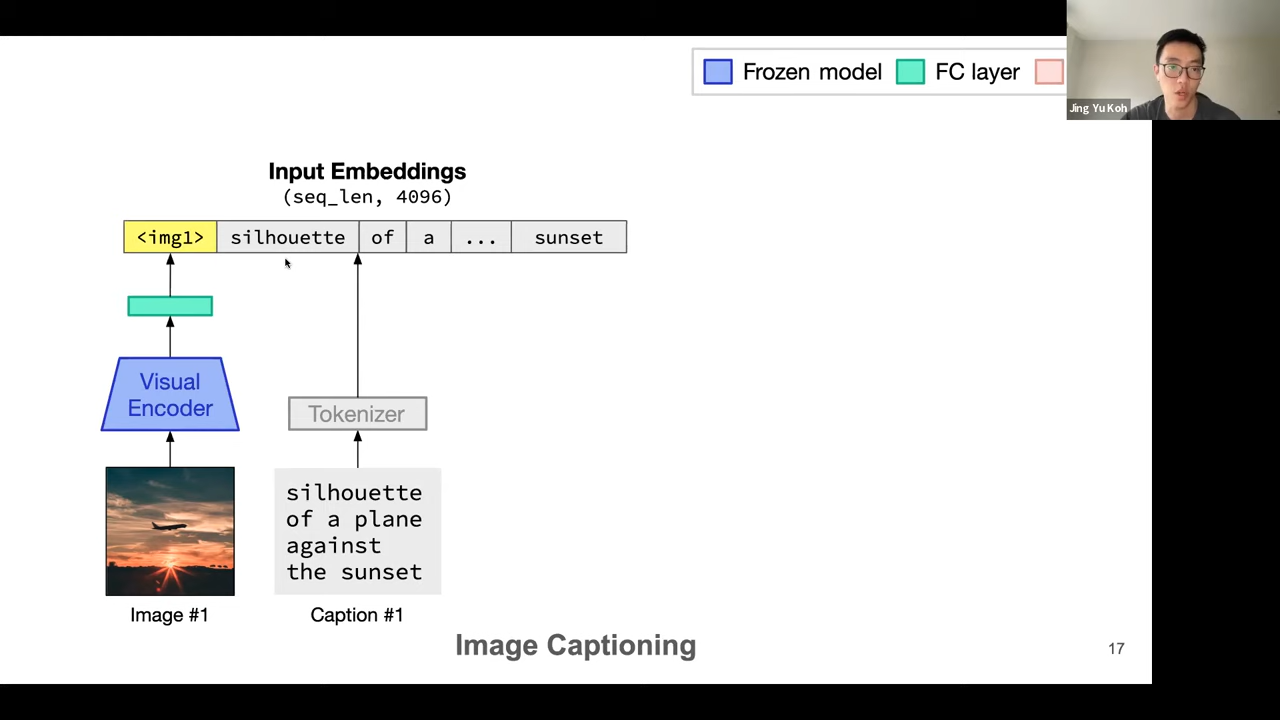 Frozen model FC layer
Jing Yu Koh
Input Embeddings
(seq_len, 4096)
<img1> silhouette of a ... sunset
Visual
Encoder
Tokenizer
silhouette
of a plane
against
the sunset
Image #1
Caption #1
Image Captioning
17